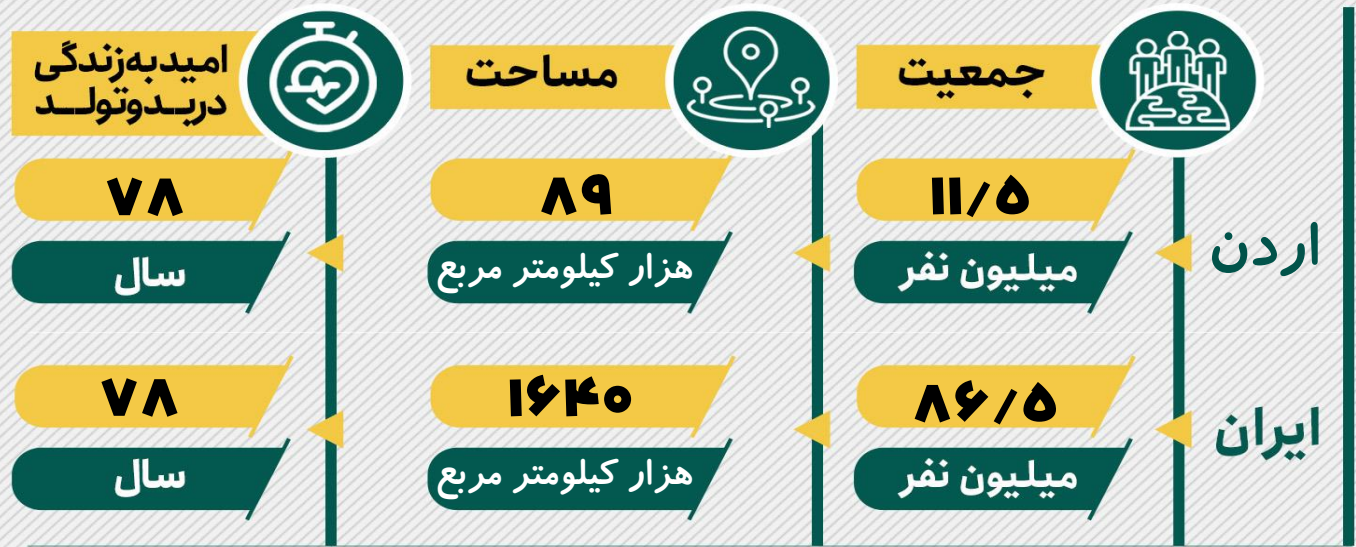 جمعیت
مساحت
امیدبه‌زندگی
دربدوتولد
اردن
۱۱/۵
میلیون نفر
۸۹
هزار کیلومتر مربع
۷۸
سال
ایران
۸۶/۵
میلیون نفر
۱۶۴۰
هزار کیلومتر مربع
۷۸
سال